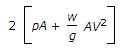 2 [ pA + w/g AV² ]